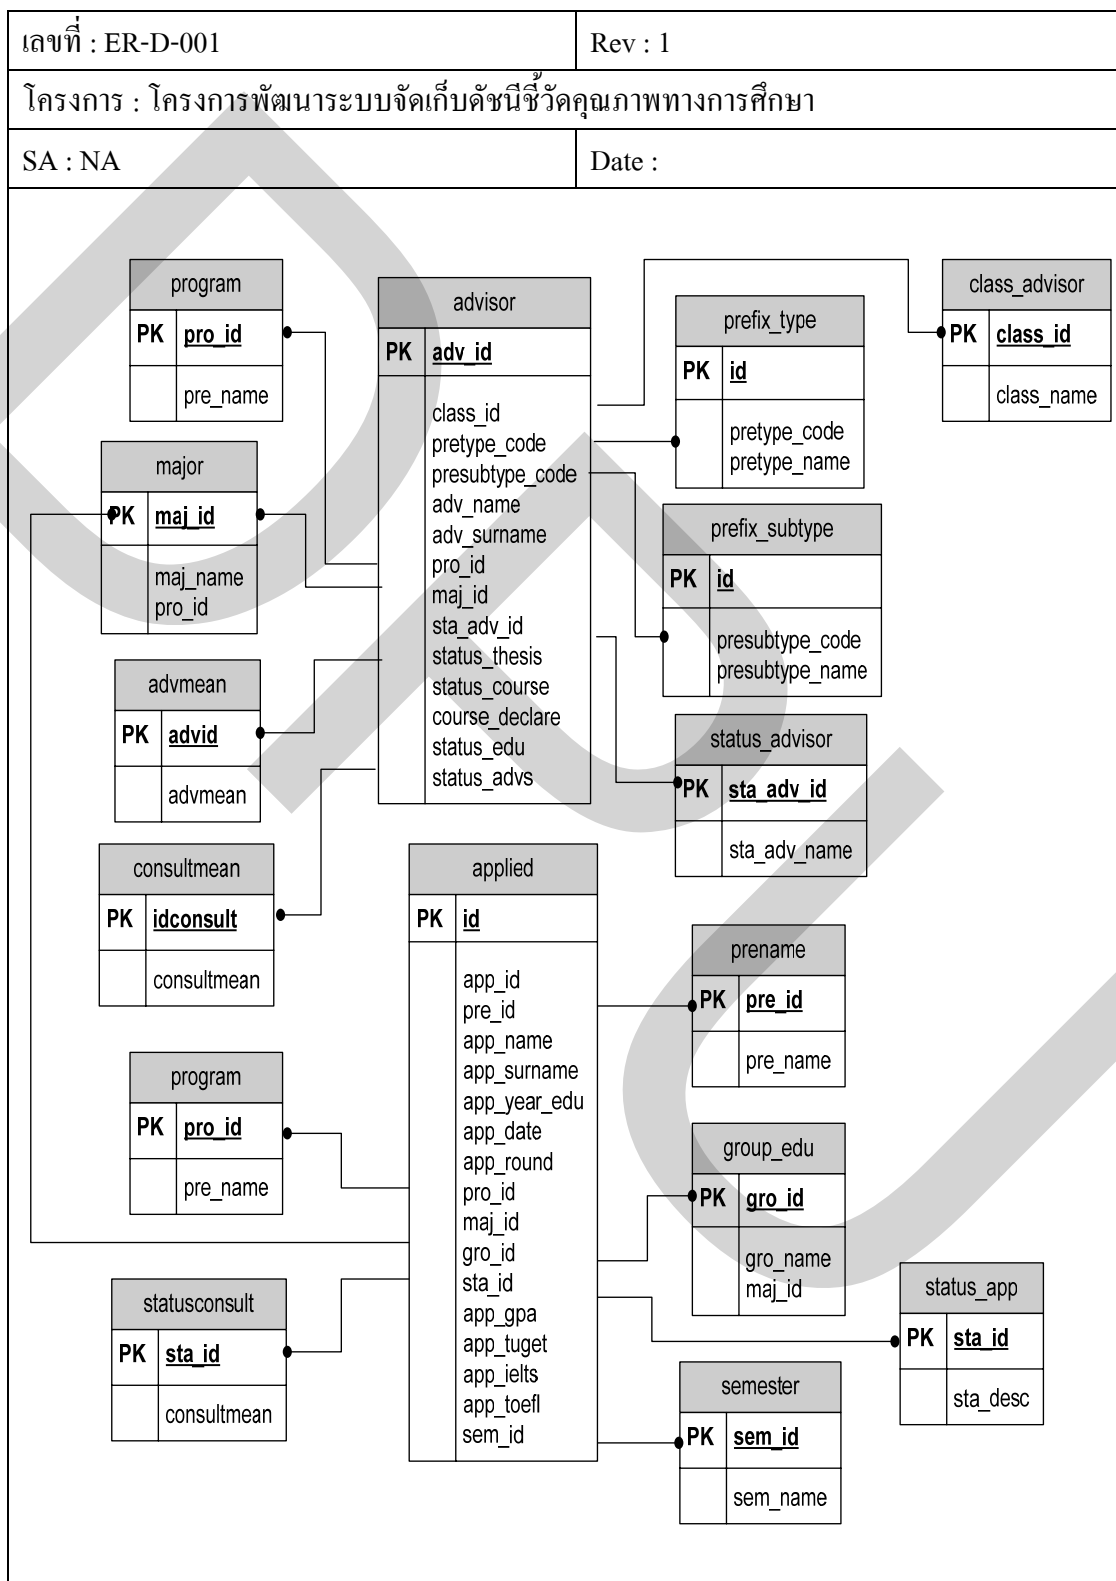 เลขที่ : ER-D-001
Rev : 1
โครงการ : โครงการพัฒนาระบบจัดเก็บดัชนีชี้วัดคุณภาพทางการศึกษา
SA : NA
Date :
program
PK pro_id
pre_name
major
PK maj_id
maj_name
pro_id
advmean
PK advid
advmean
consultmean
PK idconsult
consultmean
advisor
PK adv_id
class_id
pretype_code
presubtype_code
adv_name
adv_surname
pro_id
maj_id
sta_adv_id
status_thesis
status_course
course_declare
status_edu
status_advs
prefix_type
PK id
pretype_code
pretype_name
class_advisor
PK class_id
class_name
prefix_subtype
PK id
presubtype_code
presubtype_name
status_advisor
PK sta_adv_id
sta_adv_name
program
PK pro_id
pre_name
statusconsult
PK sta_id
consultmean
applied
PK id
app_id
pre_id
app_name
app_surname
app_year_edu
app_date
app_round
pro_id
maj_id
gro_id
sta_id
app_gpa
app_tuget
app_ielts
app_toefl
sem_id
prename
PK pre_id
pre_name
group_edu
PK gro_id
gro_name
maj_id
status_app
PK sta_id
sta_desc
semester
PK sem_id
sem_name
DPU